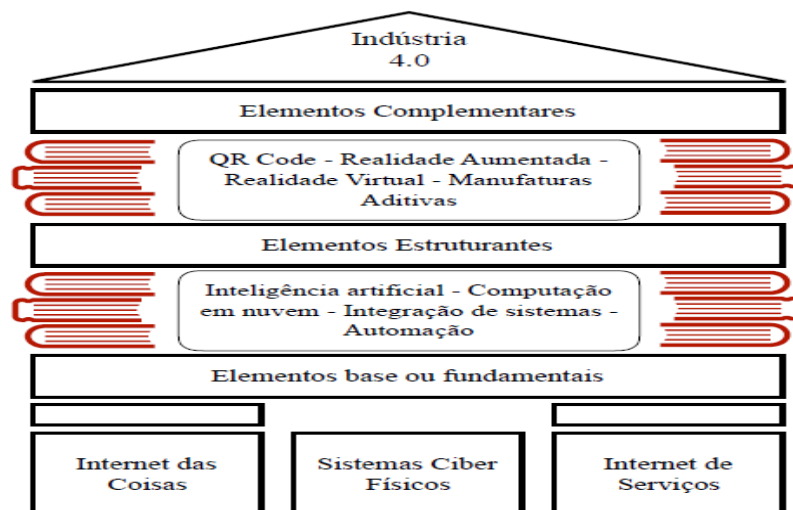 Indústria
4.0
Elementos Complementares
QR Code - Realidade Aumentada -
Realidade Virtual - Manufaturas
Aditivas
Elementos Estruturantes
Inteligência artificial - Computação
em nuvem - Integração de sistemas -
Automação
Elementos base ou fundamentais
Internet das
Coisas
Sistemas Ciber
Físicos
Internet de
Serviços